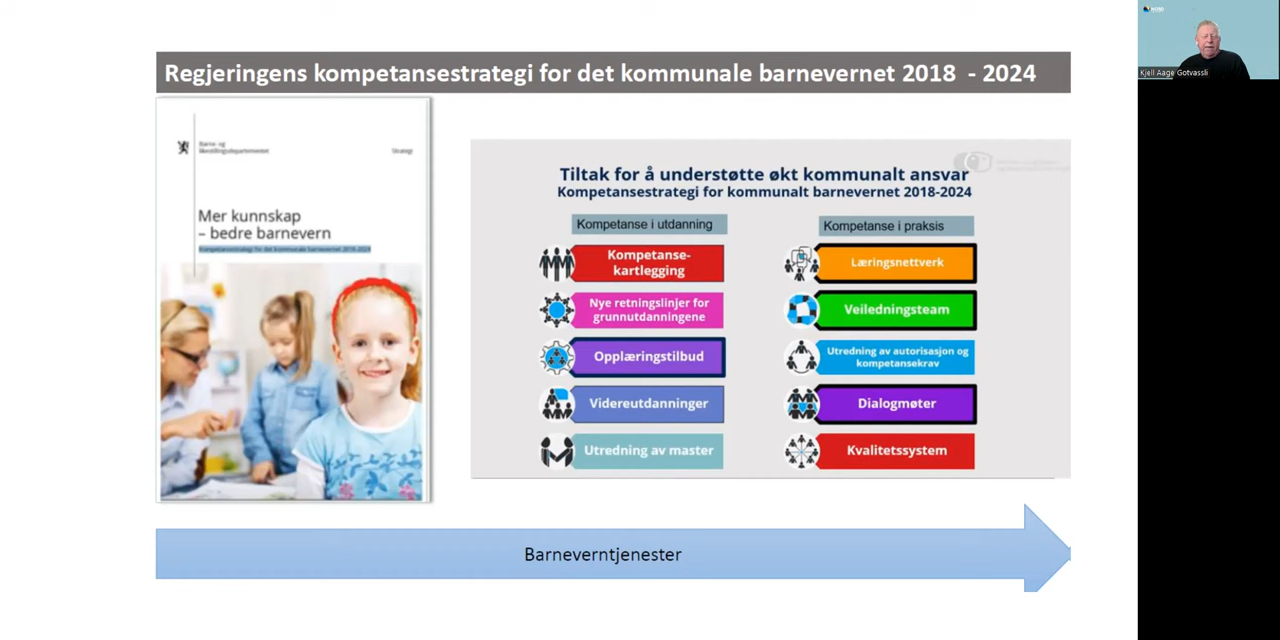 Regjeringens kompetansestrategi for det kommunale barnevernet 2018 - 2024
Barne- og
likestillingsdepartementet
Strategi
Mer kunnskap
– bedre barnevern
Kompetansestrategi for det kommunale barnevernet 2018-2024
Tiltak for å understøtte økt kommunalt ansvar
Kompetansestrategi for kommunalt barnevernet 2018-2024
Kompetanse i utdanning
Kompetanse-
kartlegging
Nye retningslinjer for
grunnutdanningene
Opplæringstilbud
Videreutdanninger
Utredning av master
Kompetanse i praksis
Læringsnettverk
Veiledningsteam
Utredning av autorisasjon og
kompetansekrav
Dialogmøter
Kvalitetssystem
Barneverntjenester
Kjell Aage Gotvassli